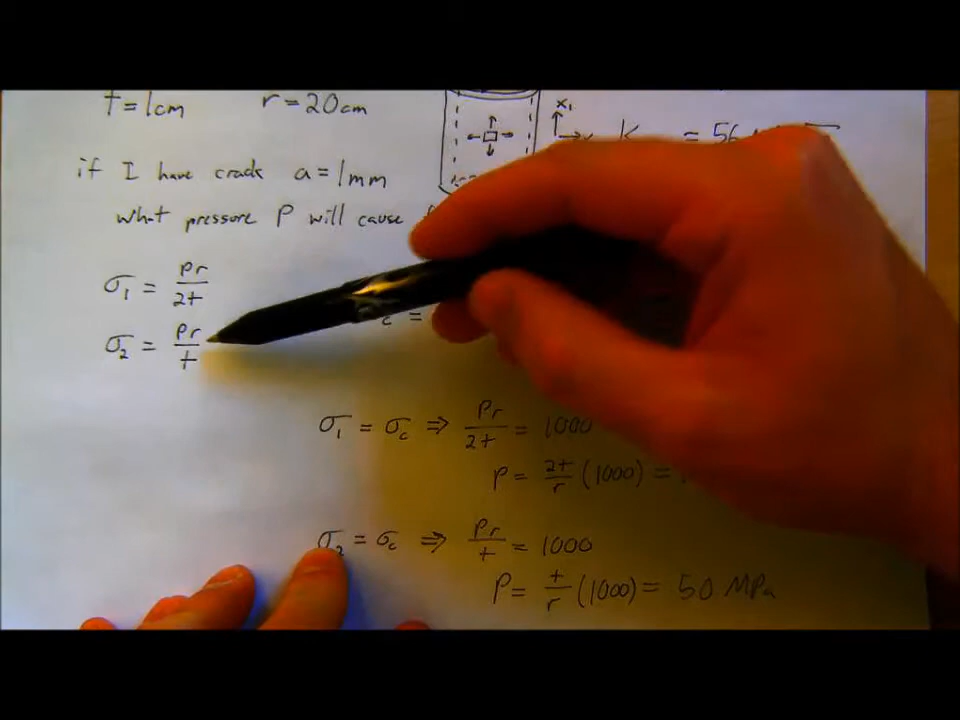 t = 1cm r = 20cm
x₁
= 56
if I have crack a = 1mm
what pressure P will cause
σ₁ = Pr/2t
σ₂ = Pr/t
c =
σ₁ = σc ⇒ Pr/2t = 1000
P = 2t/r (1000) =
σ₂ = σc ⇒ Pr/t = 1000
P = t/r (1000) = 50 MPa